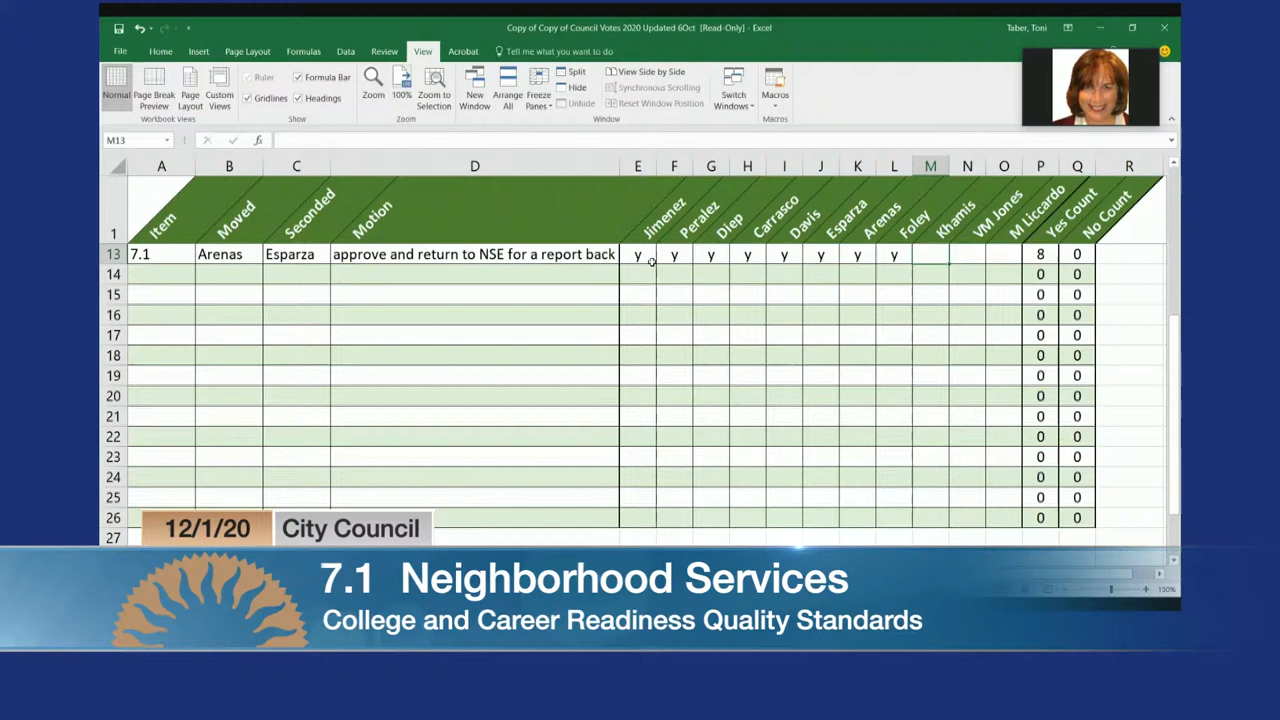 Copy of Copy of Council Votes 2020 Updated 6Oct [Read-Only] - Excel
Taber, Toni
File Home Insert Page Layout Formulas Data Review View Acrobat Tell me what you want to do
Normal Page Break Preview Page Layout Custom Views
Ruler Formula Bar
Gridlines Headings
Zoom 100% Zoom to Selection
New Window Arrange All Freeze Panes
Split
Hide
Unhide
View Side by Side
Synchronous Scrolling
Reset Window Position
Switch Windows Macros
Workbook Views Show Zoom Window Macros
M13 fx
A B C D E F G H I J K L M N O P Q R
1 Item Moved Seconded Motion Jimenez Peralez Diep Carrasco Davis Esparza Arenas Foley Khamis VM Jones M Liccardo Yes Count No Count
13 7.1 Arenas Esparza approve and return to NSE for a report back y y y y y y y y 8 0
14 0 0
15 0 0
16 0 0
17 0 0
18 0 0
19 0 0
20 0 0
21 0 0
22 0 0
23 0 0
24 0 0
25 0 0
26 0 0
27
150%
12/1/20 City Council
7.1 Neighborhood Services
College and Career Readiness Quality Standards